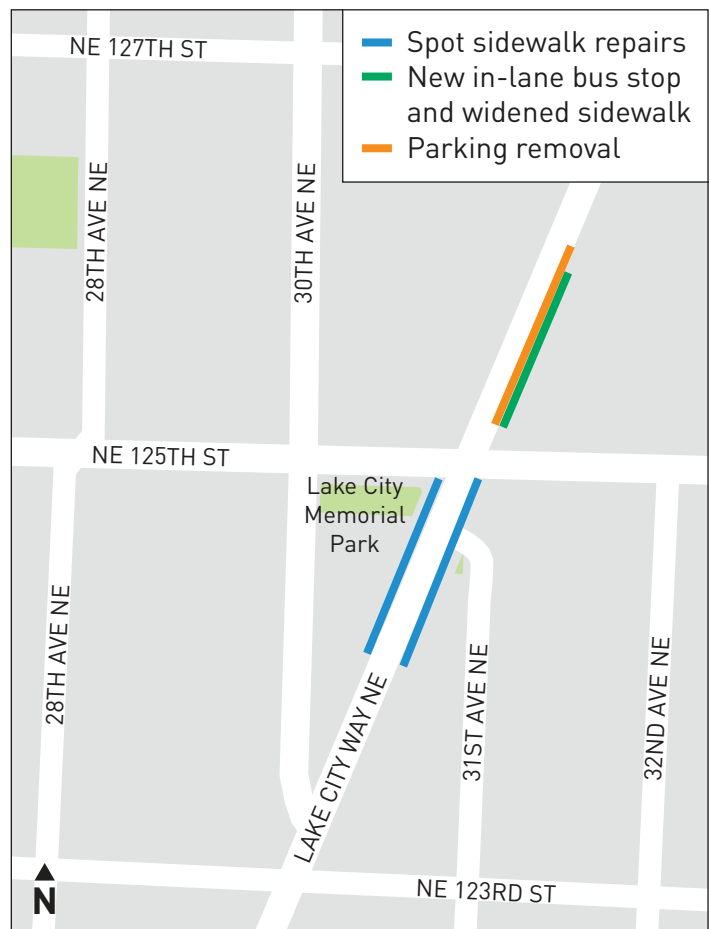 NE 127TH ST
Spot sidewalk repairs
New in-lane bus stop
and widened sidewalk
Parking removal
28TH AVE NE
30TH AVE NE
NE 125TH ST
Lake City
Memorial
Park
28TH AVE NE
LAKE CITY WAY NE
31ST AVE NE
32ND AVE NE
N
NE 123RD ST